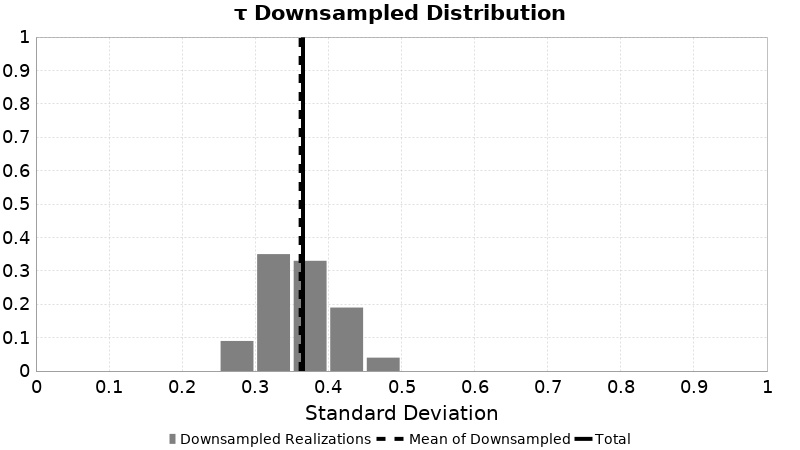 τ Downsampled Distribution
1
0.9
0.8
0.7
0.6
0.5
0.4
0.3
0.2
0.1
0
0 0.1 0.2 0.3 0.4 0.5 0.6 0.7 0.8 0.9 1
Standard Deviation
Downsampled Realizations Mean of Downsampled Total